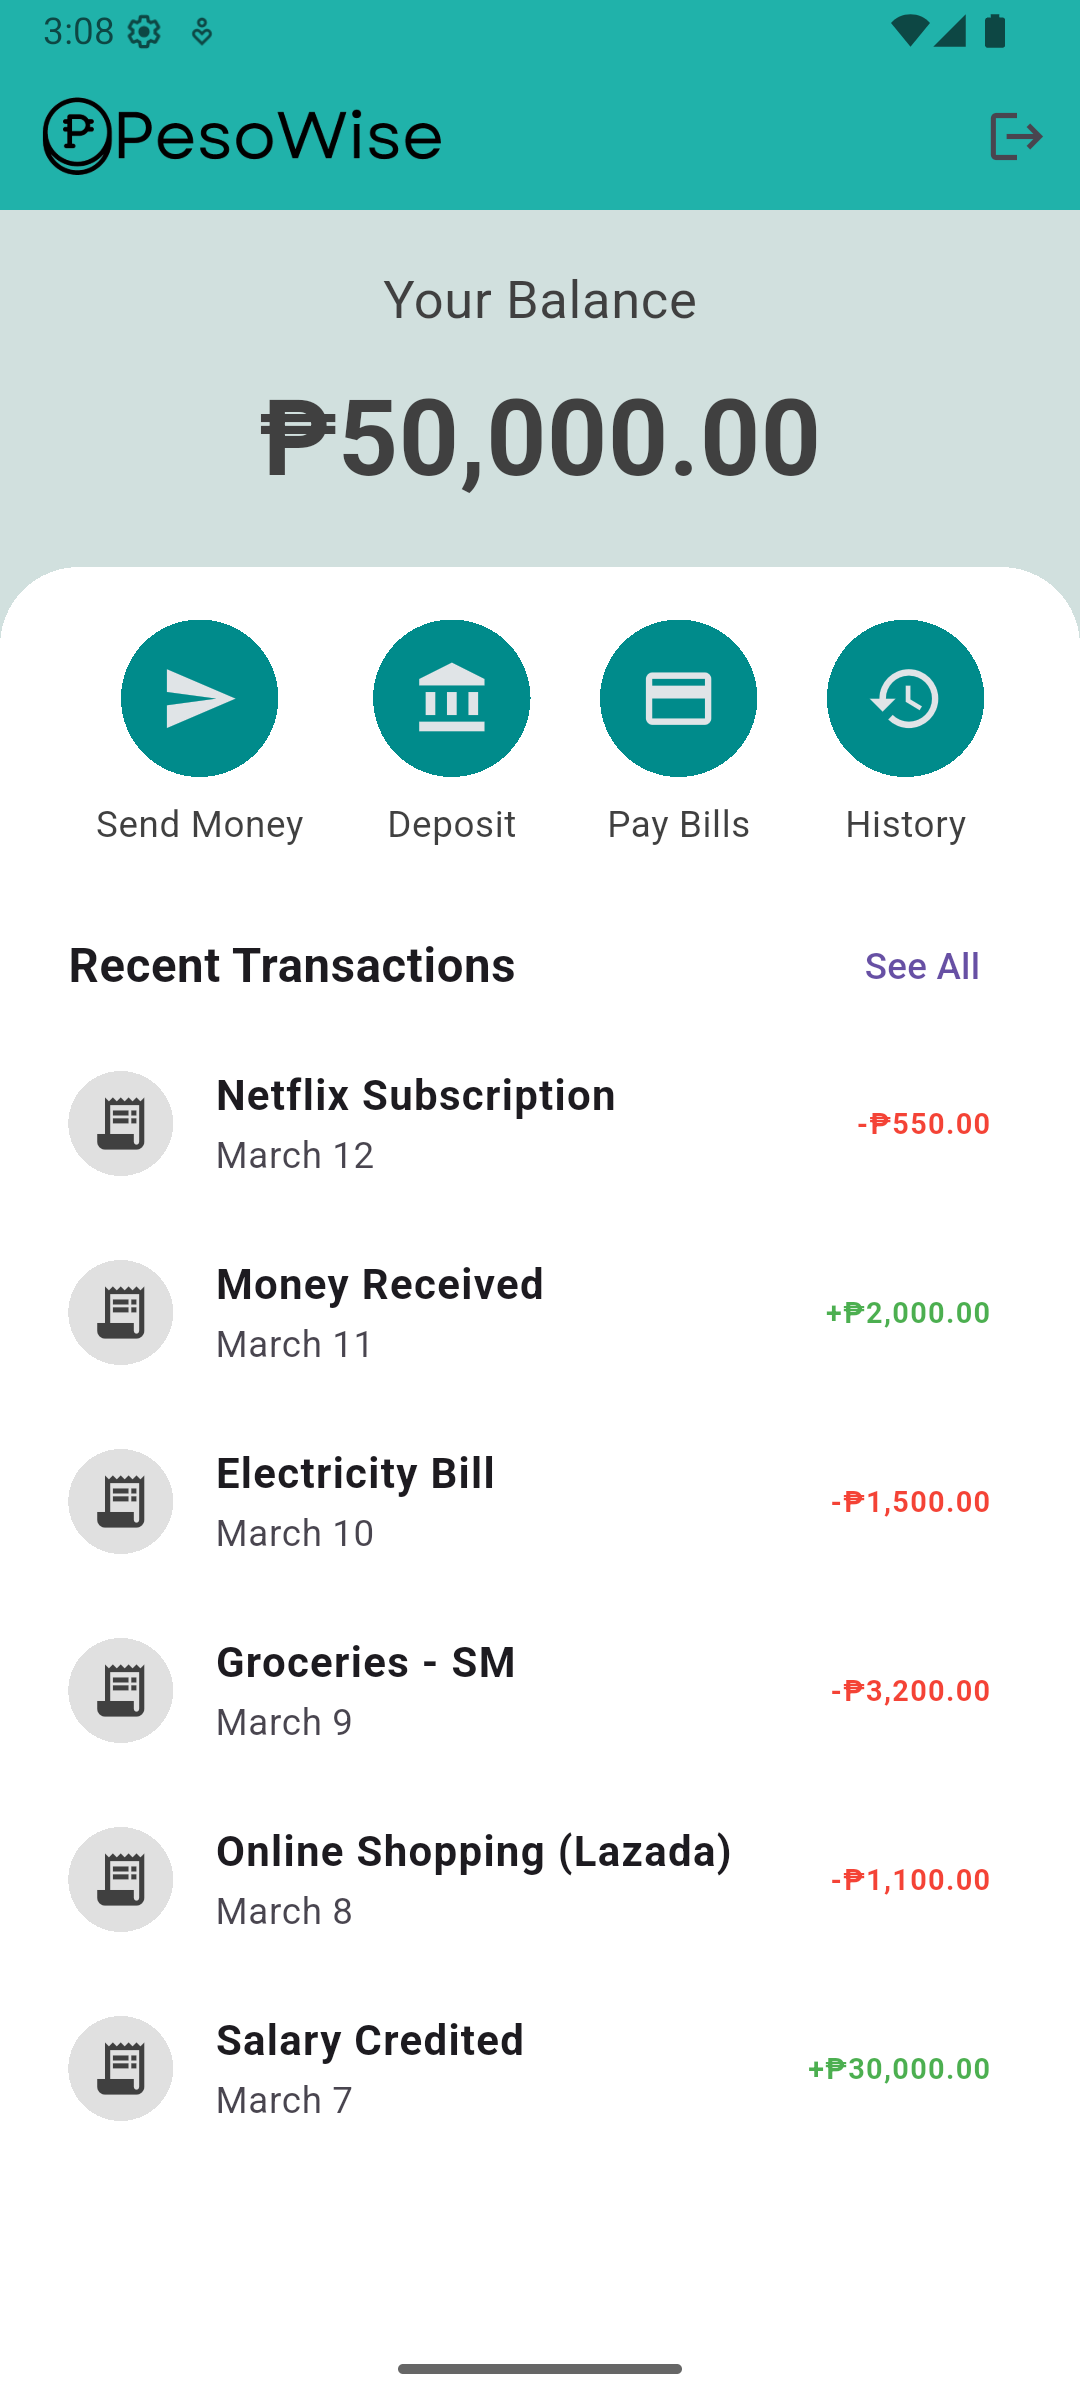 3:08
PesoWise
Your Balance
₱50,000.00
Send Money Deposit Pay Bills History
Recent Transactions See All
Netflix Subscription
March 12
-₱550.00
Money Received
March 11
+₱2,000.00
Electricity Bill
March 10
-₱1,500.00
Groceries - SM
March 9
-₱3,200.00
Online Shopping (Lazada)
March 8
-₱1,100.00
Salary Credited
March 7
+₱30,000.00